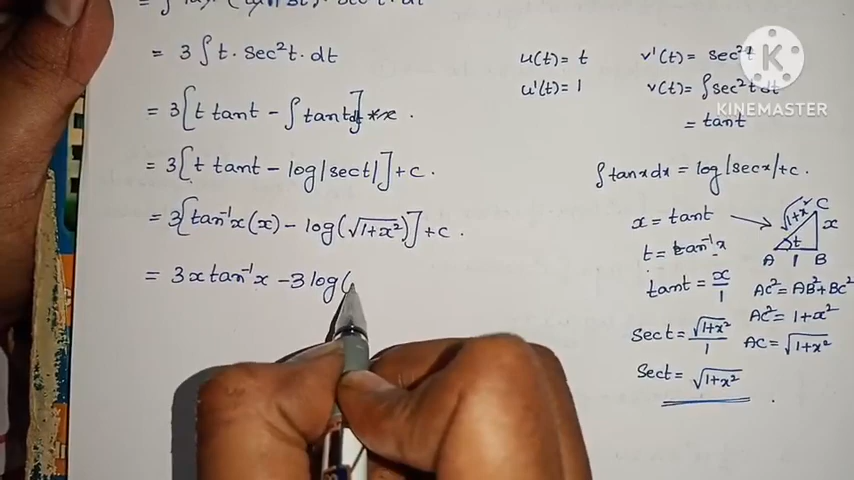 = 3 ∫ t · sec²t · dt
= 3[t tant − ∫ tant dt]
= 3[t tant − log|sect|] + c.
= 3[tan⁻¹x(x) − log(√1+x²)] + c.
= 3x tan⁻¹x − 3 log(
u(t) = t v'(t) = sec²t
u'(t) = 1 v(t) = ∫ sec²t dt
= tant
∫ tanx dx = log|secx| + c.
x = tant
t = tan⁻¹x
tant = x/1
sect = √1+x²/1
sect = √1+x²
√1+x² C
x
t
A 1 B
AC² = AB² + BC²
AC² = 1 + x²
AC = √1+x²
K
KINEMASTER